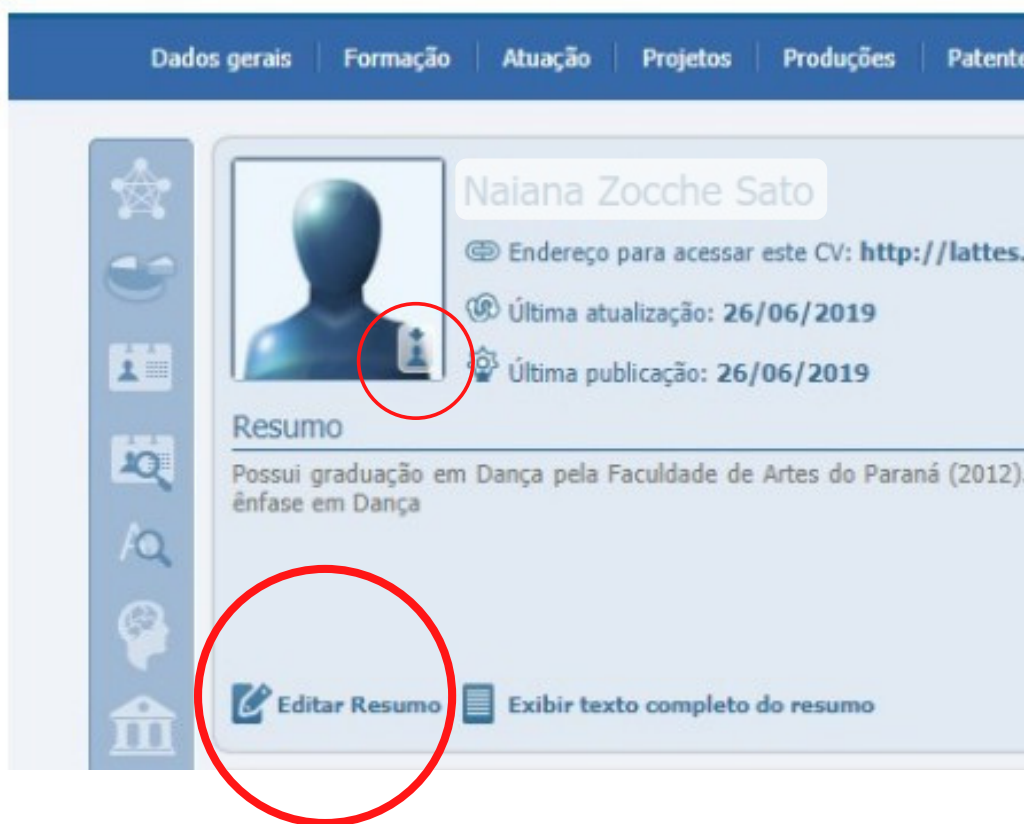 Dados gerais Formação Atuação Projetos Produções Patente
Naiana Zocche Sato
Endereço para acessar este CV: http://lattes.
Última atualização: 26/06/2019
Última publicação: 26/06/2019
Resumo
Possui graduação em Dança pela Faculdade de Artes do Paraná (2012).
ênfase em Dança
Editar Resumo Exibir texto completo do resumo